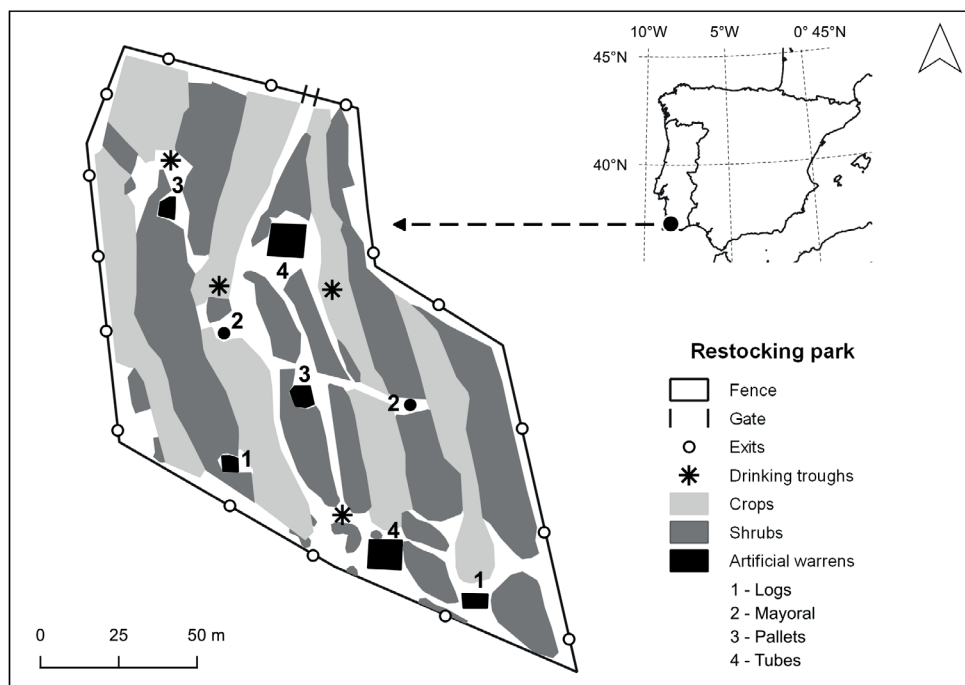 10°W 5°W 0° 45°N
45°N
40°N
3
4
2
3
2
1
4
1
Restocking park
Fence
Gate
Exits
Drinking troughs
Crops
Shrubs
Artificial warrens
1 - Logs
2 - Mayoral
3 - Pallets
4 - Tubes
0 25 50 m